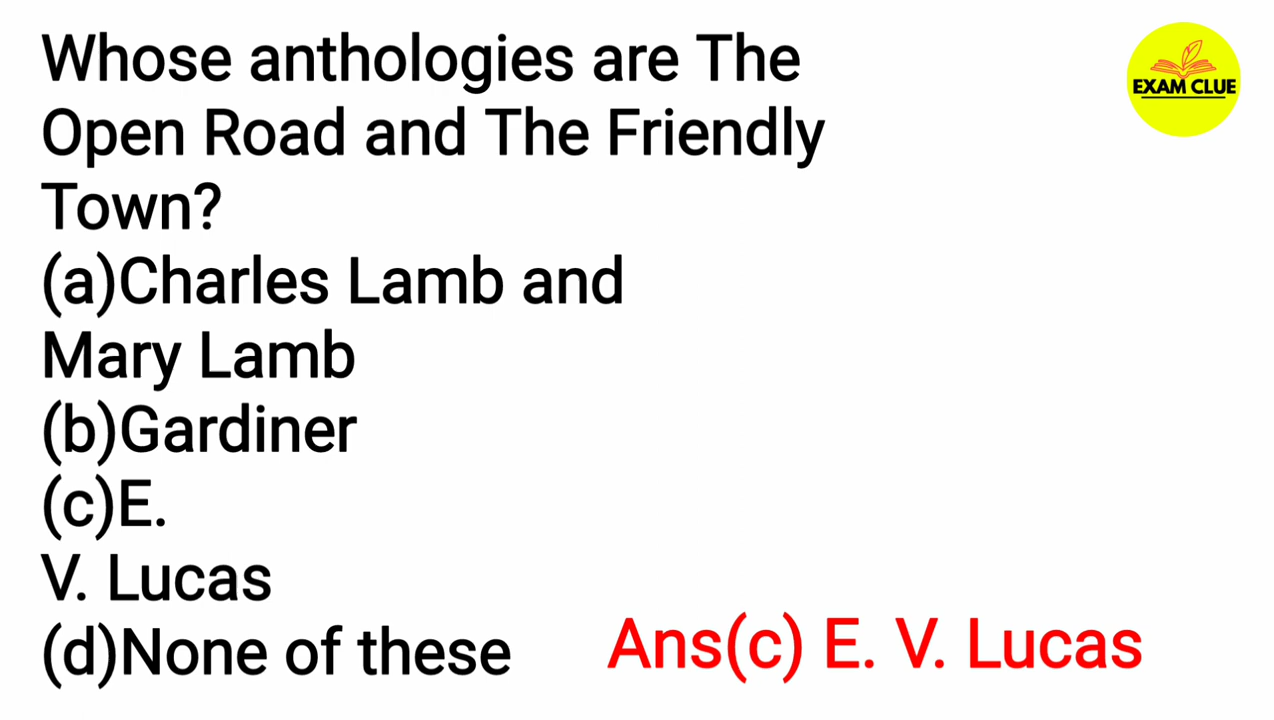 Whose anthologies are The
Open Road and The Friendly
Town?
(a)Charles Lamb and
Mary Lamb
(b)Gardiner
(c)E.
V. Lucas
(d)None of these
Ans(c) E. V. Lucas
EXAM CLUE